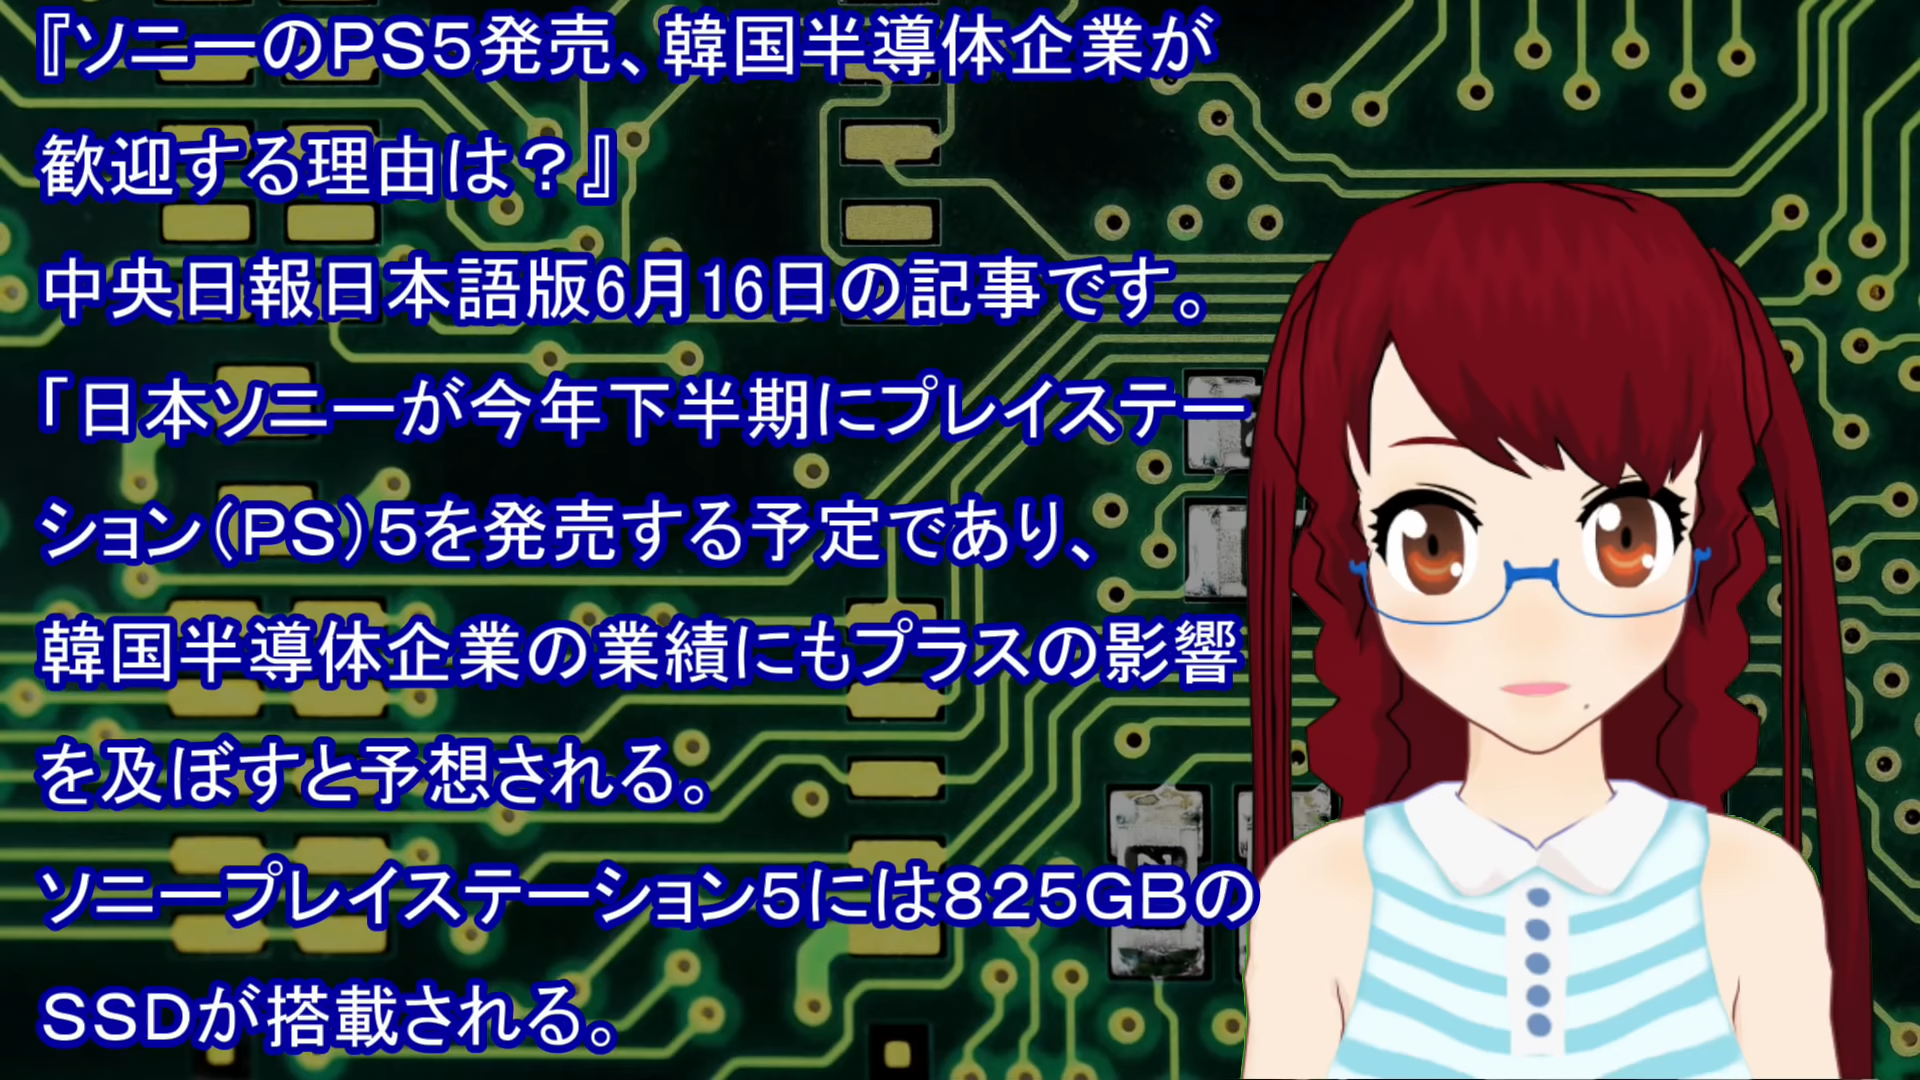 『ソニーのPS5発売、韓国半導体企業が
歓迎する理由は？』
中央日報日本語版6月16日の記事です。
「日本ソニーが今年下半期にプレイステー
ション（PS）5を発売する予定であり、
韓国半導体企業の業績にもプラスの影響
を及ぼすと予想される。
ソニープレイステーション5には825GBの
SSDが搭載される。